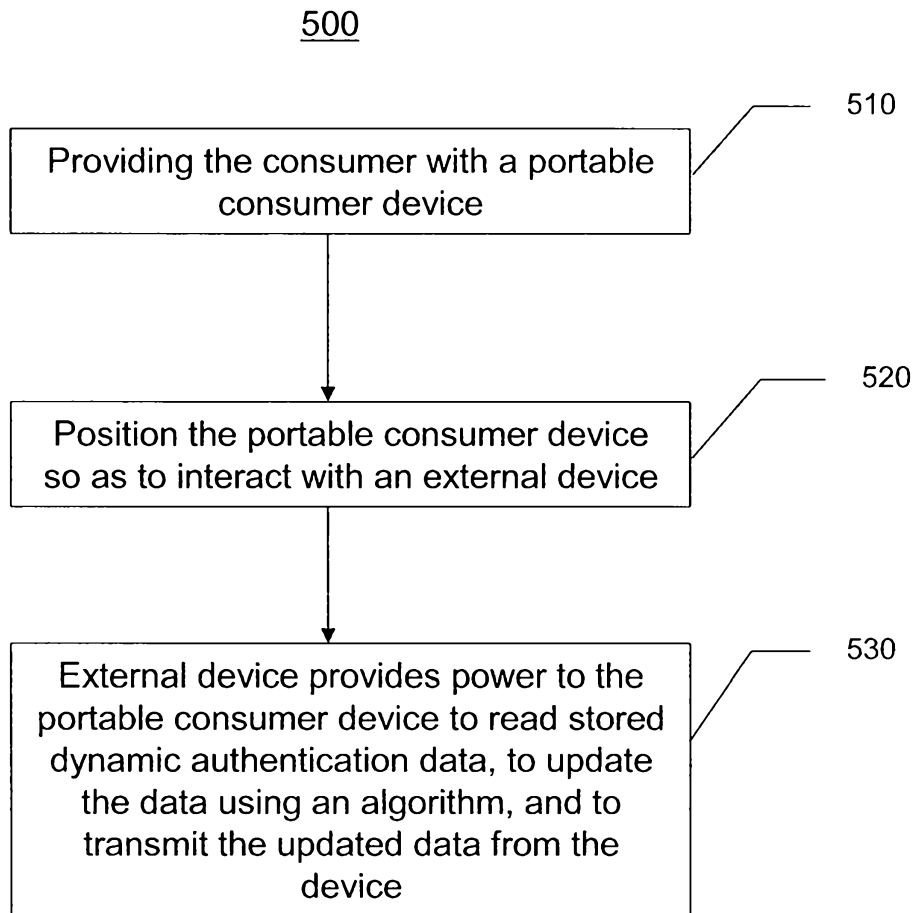 500
510
Providing the consumer with a portable
consumer device
520
Position the portable consumer device
so as to interact with an external device
530
External device provides power to the
portable consumer device to read stored
dynamic authentication data, to update
the data using an algorithm, and to
transmit the updated data from the
device